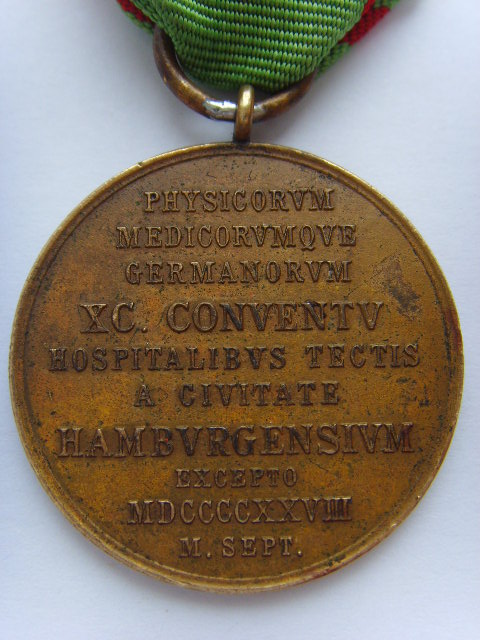 PHYSICORVM
MEDICORVMQVE
GERMANORVM
XC. CONVENTV
HOSPITALIBVS TECTIS
A CIVITATE
HAMBVRGENSIVM
EXCEPTO
MDCCCCXXVIII
M. SEPT.